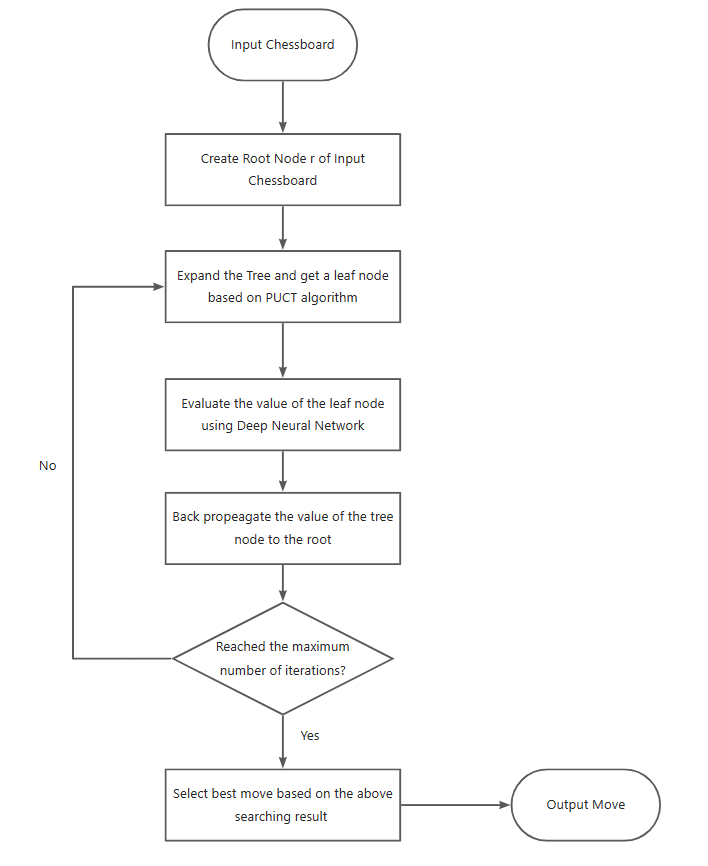 Input Chessboard
Create Root Node r of Input
Chessboard
Expand the Tree and get a leaf node
based on PUCT algorithm
Evaluate the value of the leaf node
using Deep Neural Network
No
Back propeagate the value of the tree
node to the root
Reached the maximum
number of iterations?
Yes
Select best move based on the above
searching result
Output Move